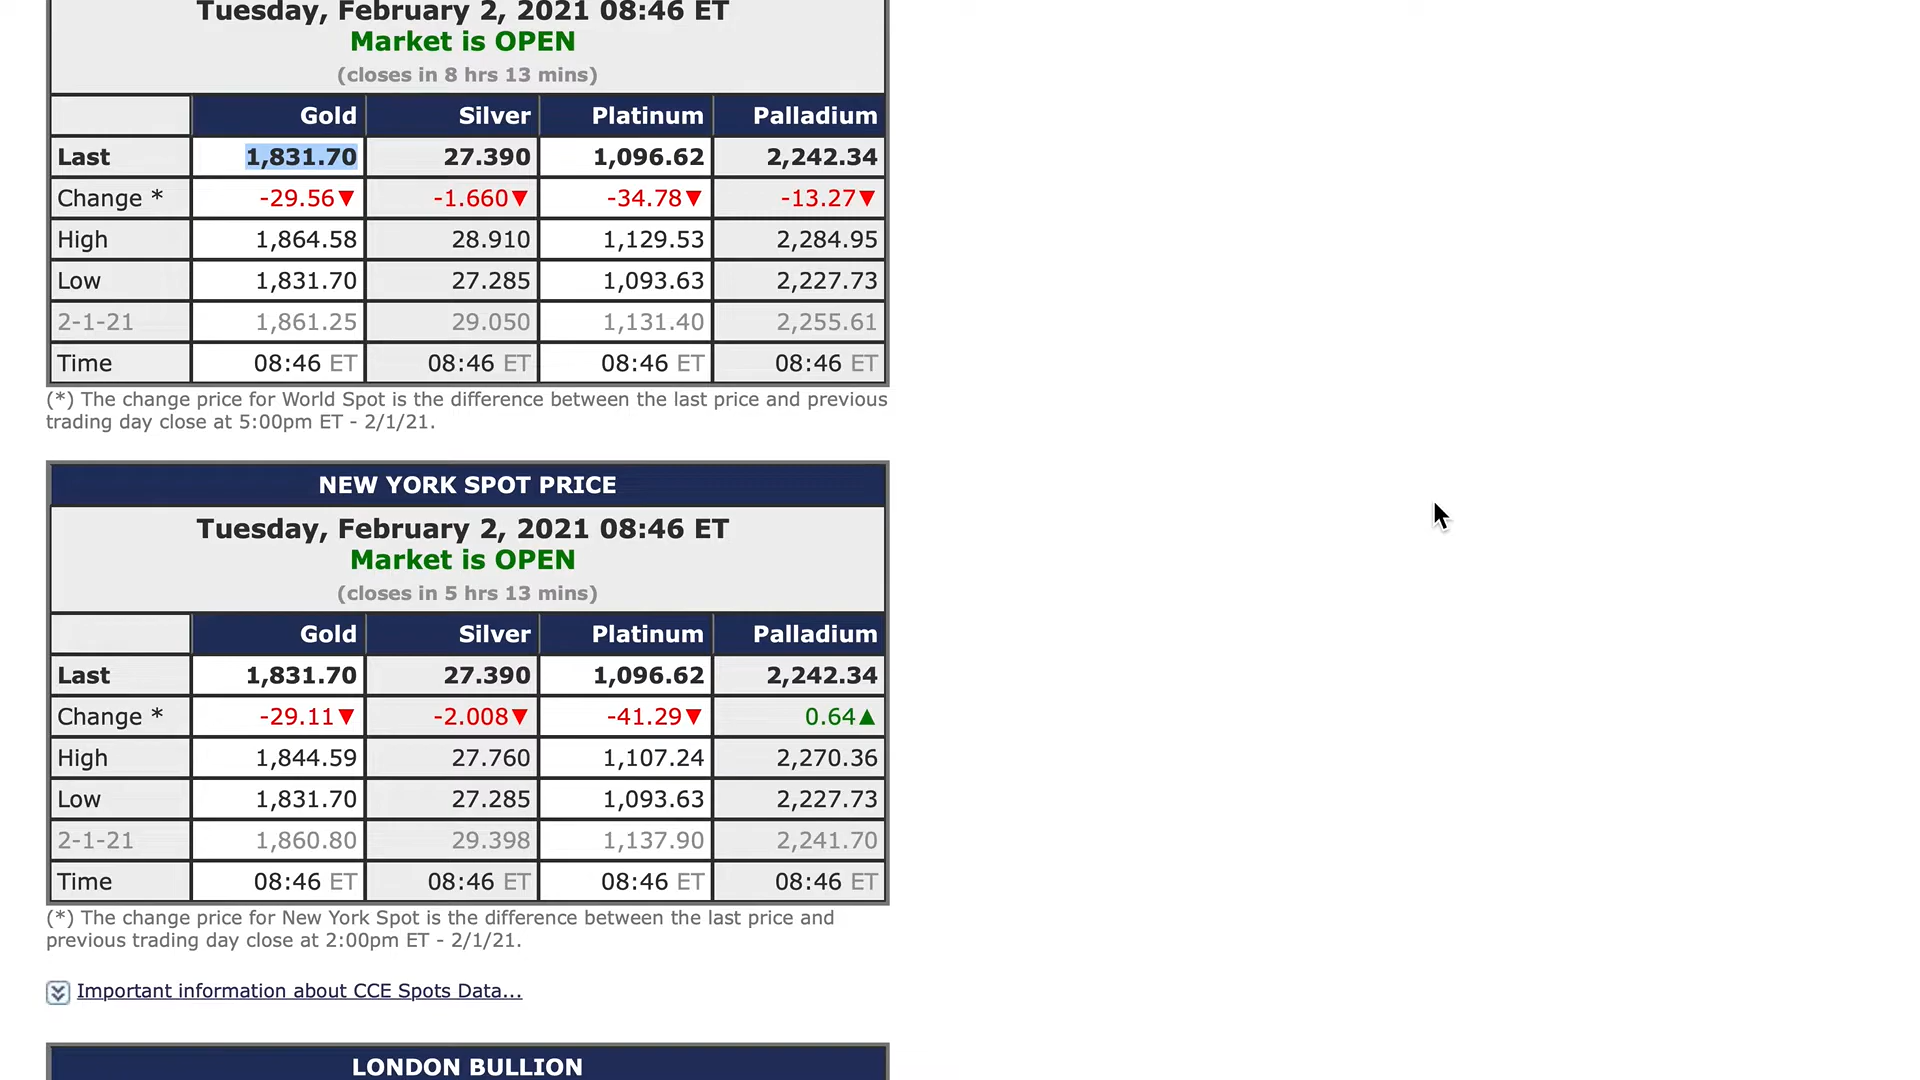 Tuesday, February 2, 2021 08:46 ET
Market is OPEN
(closes in 8 hrs 13 mins)
Gold Silver Platinum Palladium
Last 1,831.70 27.390 1,096.62 2,242.34
Change * -29.56▼ -1.660▼ -34.78▼ -13.27▼
High 1,864.58 28.910 1,129.53 2,284.95
Low 1,831.70 27.285 1,093.63 2,227.73
2-1-21 1,861.25 29.050 1,131.40 2,255.61
Time 08:46 ET 08:46 ET 08:46 ET 08:46 ET
(*) The change price for World Spot is the difference between the last price and previous
trading day close at 5:00pm ET - 2/1/21.
NEW YORK SPOT PRICE
Tuesday, February 2, 2021 08:46 ET
Market is OPEN
(closes in 5 hrs 13 mins)
Gold Silver Platinum Palladium
Last 1,831.70 27.390 1,096.62 2,242.34
Change * -29.11▼ -2.008▼ -41.29▼ 0.64▲
High 1,844.59 27.760 1,107.24 2,270.36
Low 1,831.70 27.285 1,093.63 2,227.73
2-1-21 1,860.80 29.398 1,137.90 2,241.70
Time 08:46 ET 08:46 ET 08:46 ET 08:46 ET
(*) The change price for New York Spot is the difference between the last price and
previous trading day close at 2:00pm ET - 2/1/21.
Important information about CCE Spots Data...
LONDON BULLION